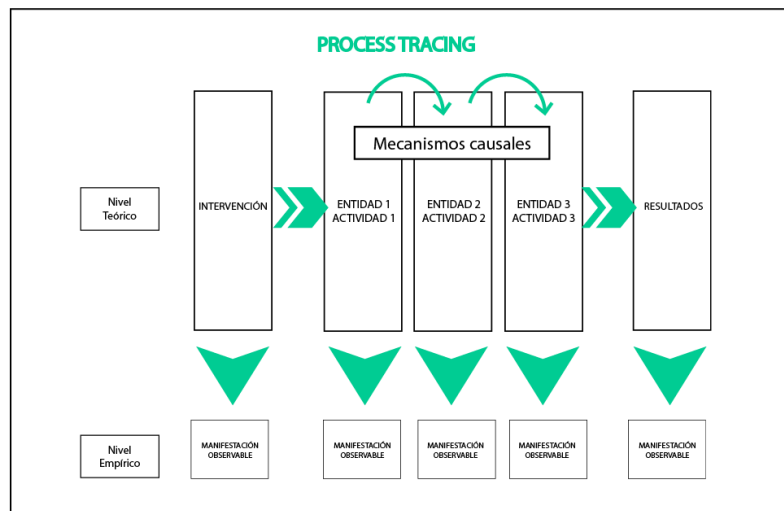 PROCESS TRACING
Mecanismos causales
Nivel
Teórico
INTERVENCIÓN
ENTIDAD 1
ACTIVIDAD 1
ENTIDAD 2
ACTIVIDAD 2
ENTIDAD 3
ACTIVIDAD 3
RESULTADOS
Nivel
Empírico
MANIFESTACIÓN
OBSERVABLE
MANIFESTACIÓN
OBSERVABLE
MANIFESTACIÓN
OBSERVABLE
MANIFESTACIÓN
OBSERVABLE
MANIFESTACIÓN
OBSERVABLE